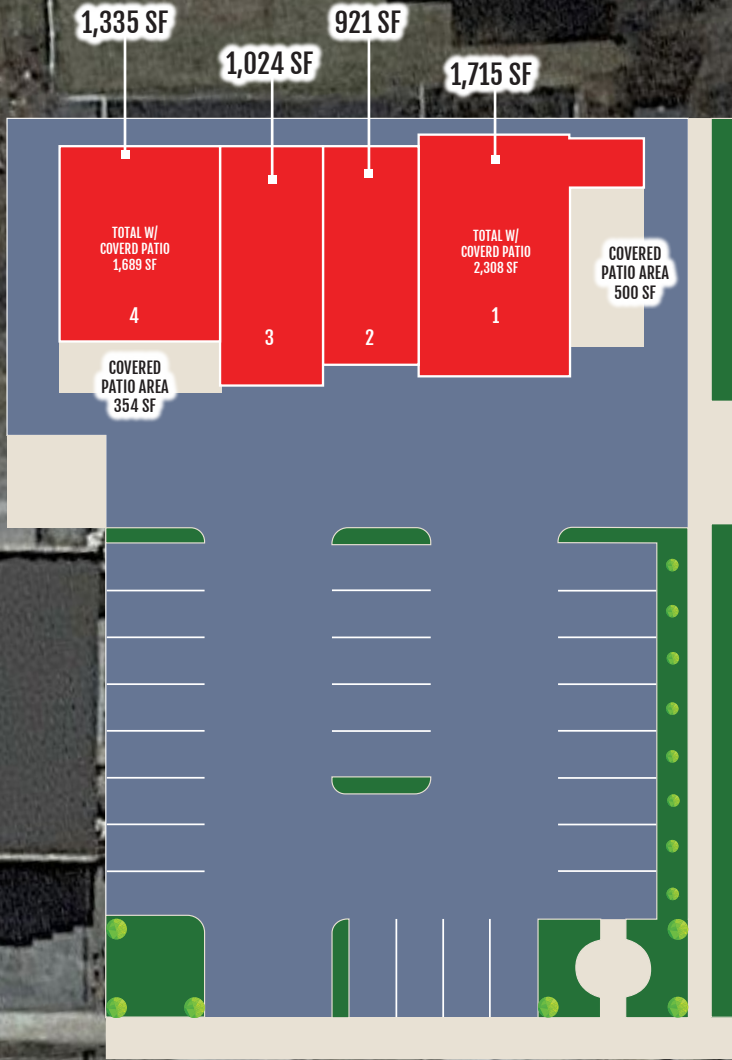 1,335 SF
921 SF
1,024 SF
1,715 SF
TOTAL W/
COVERD PATIO
1,689 SF
4
3
2
TOTAL W/
COVERD PATIO
2,308 SF
1
COVERED
PATIO AREA
500 SF
COVERED
PATIO AREA
354 SF